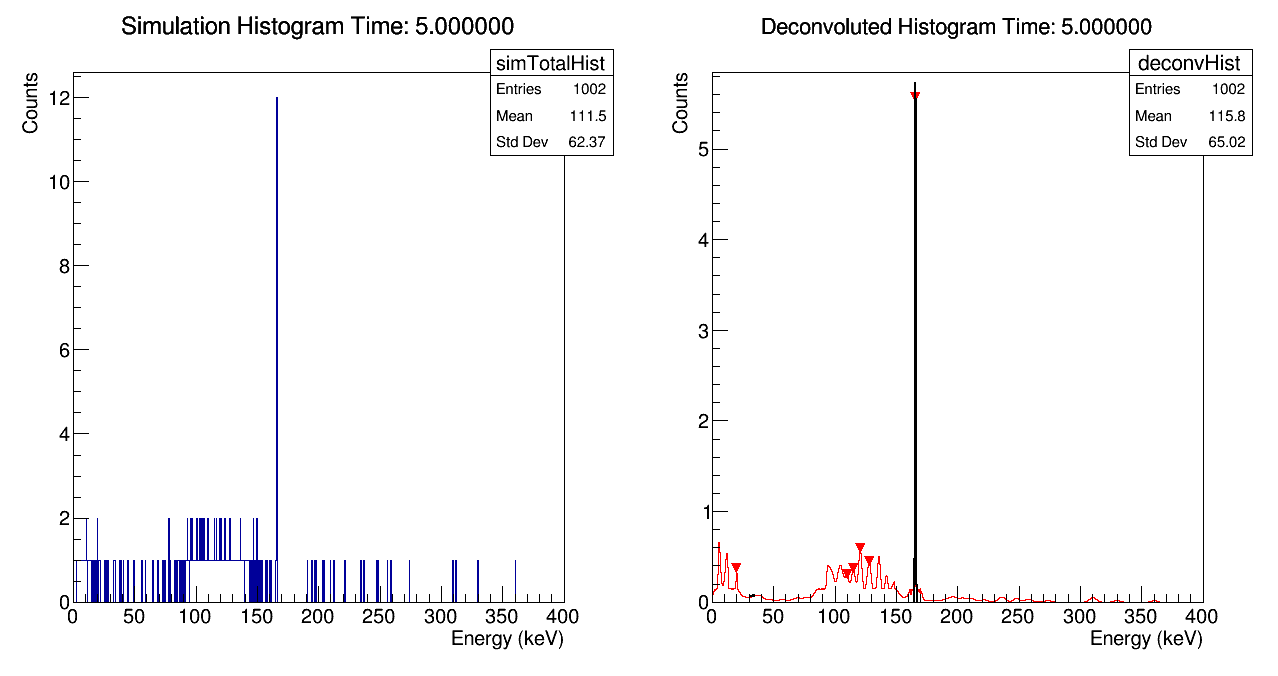 Simulation Histogram Time: 5.000000
simTotalHist
Entries 1002
Mean 111.5
Std Dev 62.37
Counts
12
10
8
6
4
2
0
0 50 100 150 200 250 300 350 400
Energy (keV)
Deconvoluted Histogram Time: 5.000000
deconvHist
Entries 1002
Mean 115.8
Std Dev 65.02
Counts
5
4
3
2
1
0
0 50 100 150 200 250 300 350 400
Energy (keV)